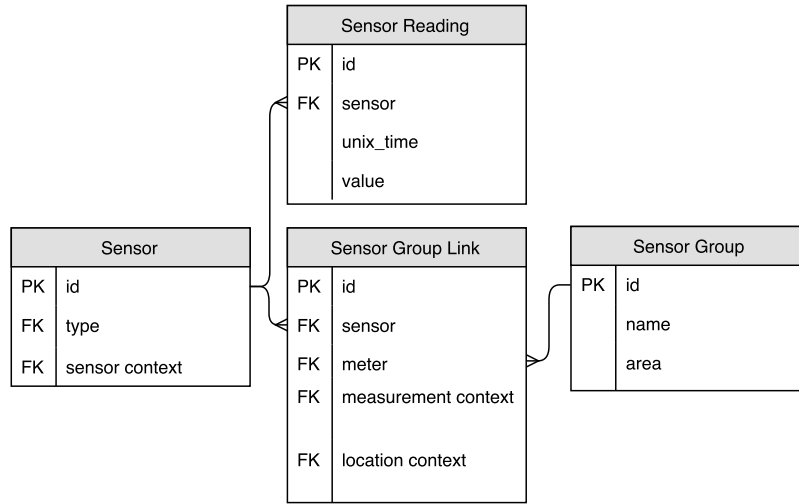 Sensor Reading
PK id
FK sensor
unix_time
value
Sensor
PK id
FK type
FK sensor context
Sensor Group Link
PK id
FK sensor
FK meter
FK measurement context
FK location context
Sensor Group
PK id
name
area